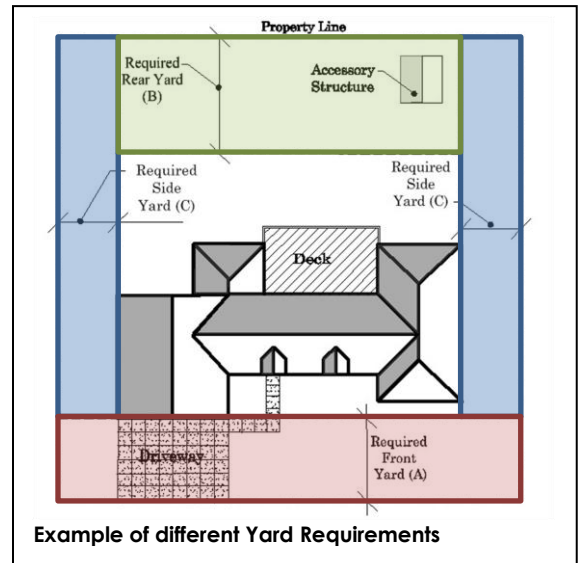 Property Line
Required
Rear Yard
(B)
Accessory
Structure
Required
Side
Yard (C)
Required
Side
Yard (C)
Deck
Driveway
Required
Front
Yard (A)
Example of different Yard Requirements